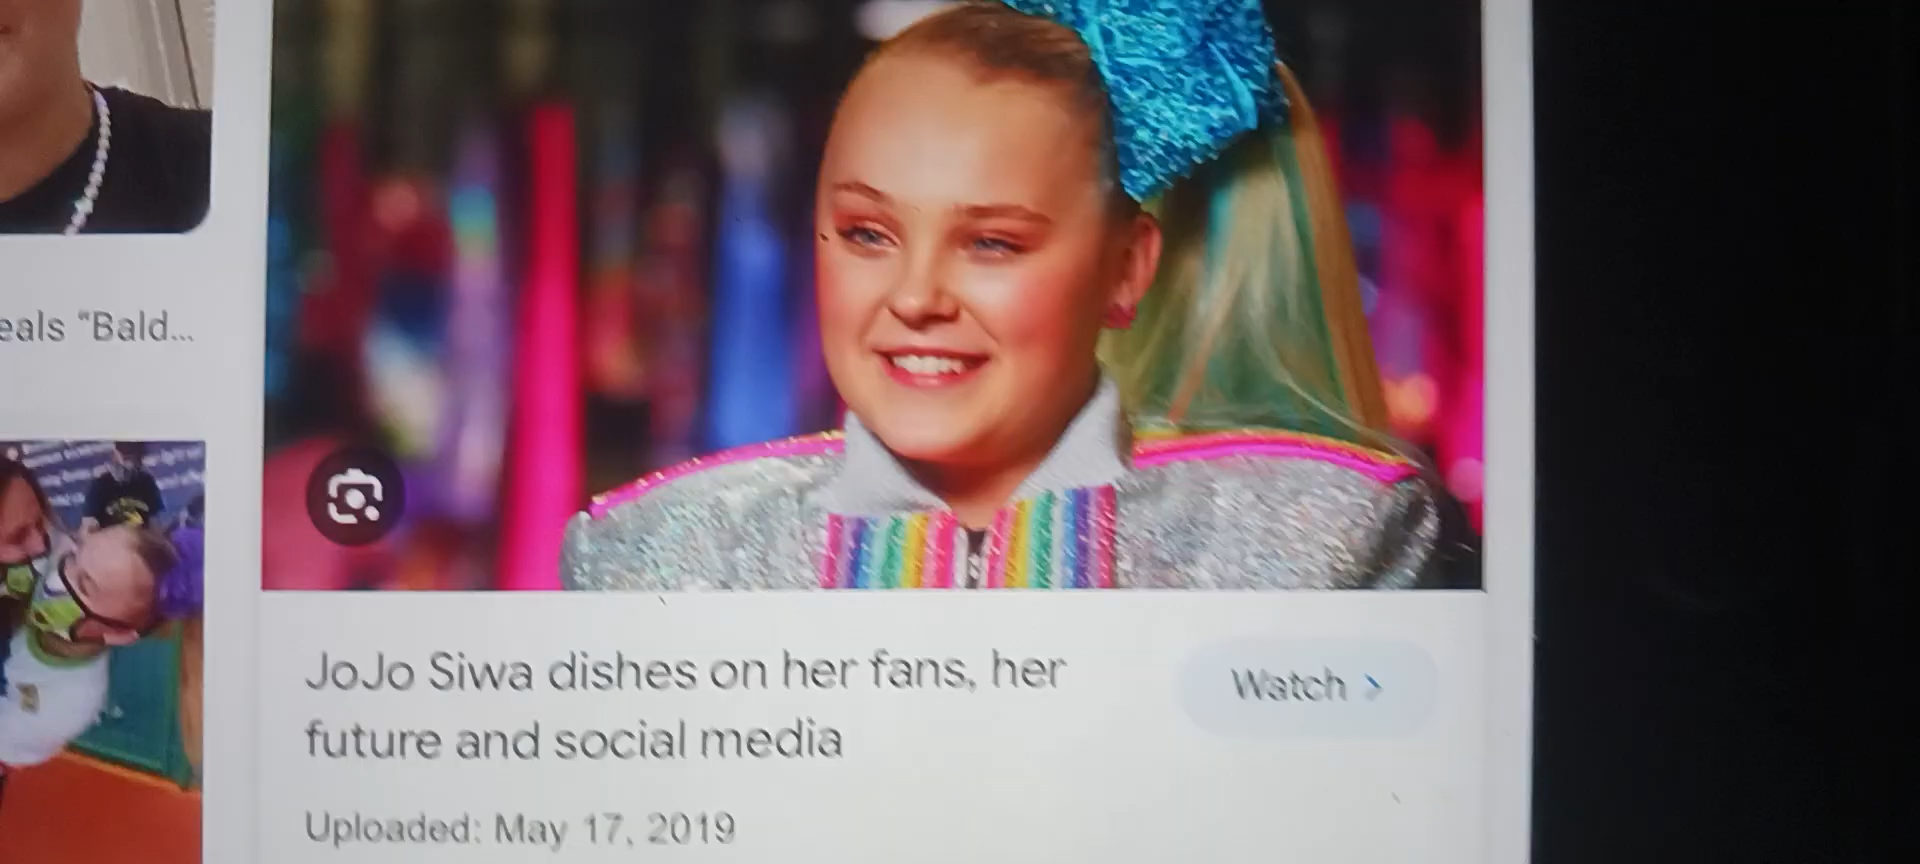 eals "Bald...
JoJo Siwa dishes on her fans, her
future and social media
Watch >
Uploaded: May 17, 2019